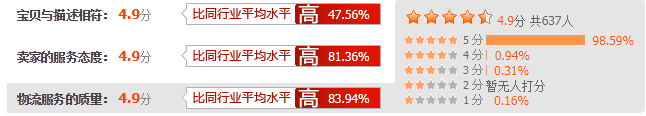 宝贝与描述相符： 4.9分 比同行业平均水平 高 47.56%
卖家的服务态度： 4.9分 比同行业平均水平 高 81.36%
物流服务的质量： 4.9分 比同行业平均水平 高 83.94%
4.9分 共637人
5分 98.59%
4分 0.94%
3分 0.31%
2分 暂无人打分
1分 0.16%